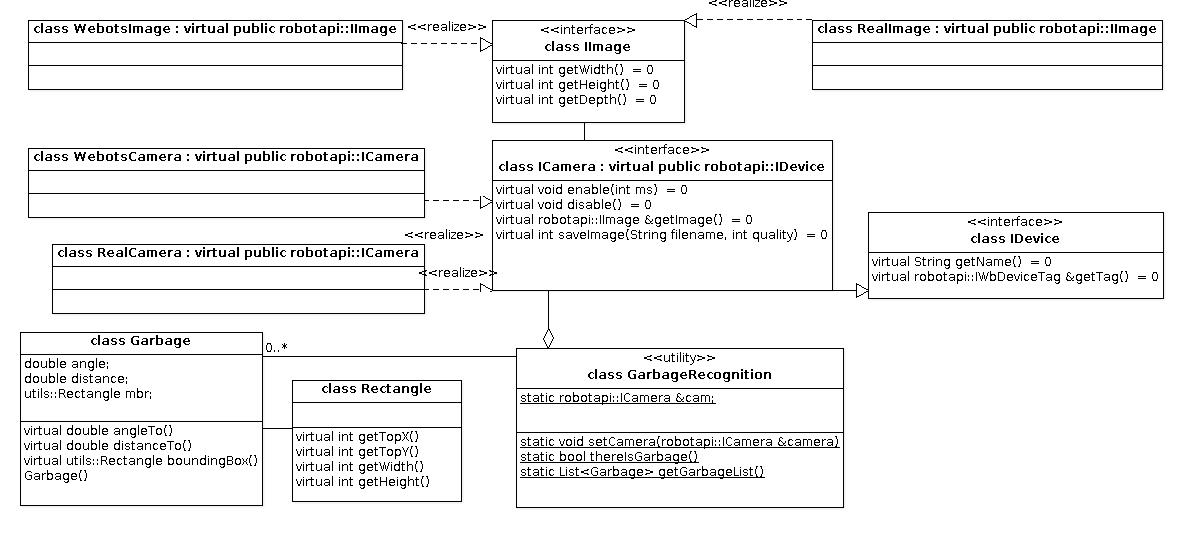 <<realize>>
class WebotsImage : virtual public robotapi::IImage
<<realize>>
<<interface>>
class IImage
virtual int getWidth()  = 0
virtual int getHeight()  = 0
virtual int getDepth()  = 0
class RealImage : virtual public robotapi::IImage
class WebotsCamera : virtual public robotapi::ICamera
<<interface>>
class ICamera : virtual public robotapi::IDevice
virtual void enable(int ms)  = 0
virtual void disable()  = 0
virtual robotapi::IImage &getImage()  = 0
virtual int saveImage(String filename, int quality)  = 0
<<realize>>
class RealCamera : virtual public robotapi::ICamera
<<realize>>
<<interface>>
class IDevice
virtual String getName()  = 0
virtual robotapi::IWbDeviceTag &getTag()  = 0
class Garbage
double angle;
double distance;
utils::Rectangle mbr;
virtual double angleTo()
virtual double distanceTo()
virtual utils::Rectangle boundingBox()
Garbage()
0..*
class Rectangle
virtual int getTopX()
virtual int getTopY()
virtual int getWidth()
virtual int getHeight()
<<utility>>
class GarbageRecognition
static robotapi::ICamera &cam;
static void setCamera(robotapi::ICamera &camera)
static bool thereIsGarbage()
static List<Garbage> getGarbageList()